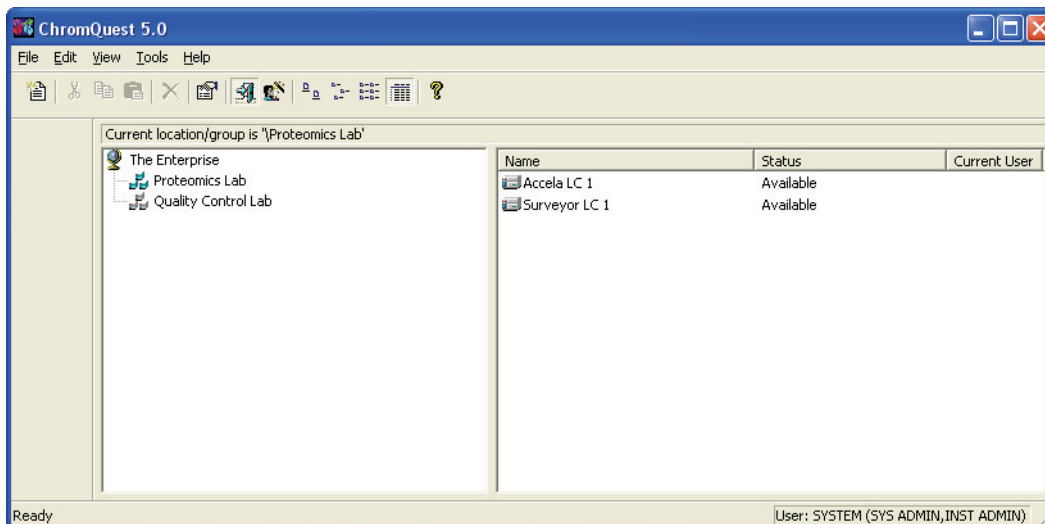 ChromQuest 5.0
File Edit View Tools Help
Current location/group is '\Proteomics Lab'
The Enterprise
Proteomics Lab
Quality Control Lab
Name Status Current User
Accela LC 1 Available
Surveyor LC 1 Available
Ready User: SYSTEM (SYS ADMIN,INST ADMIN)